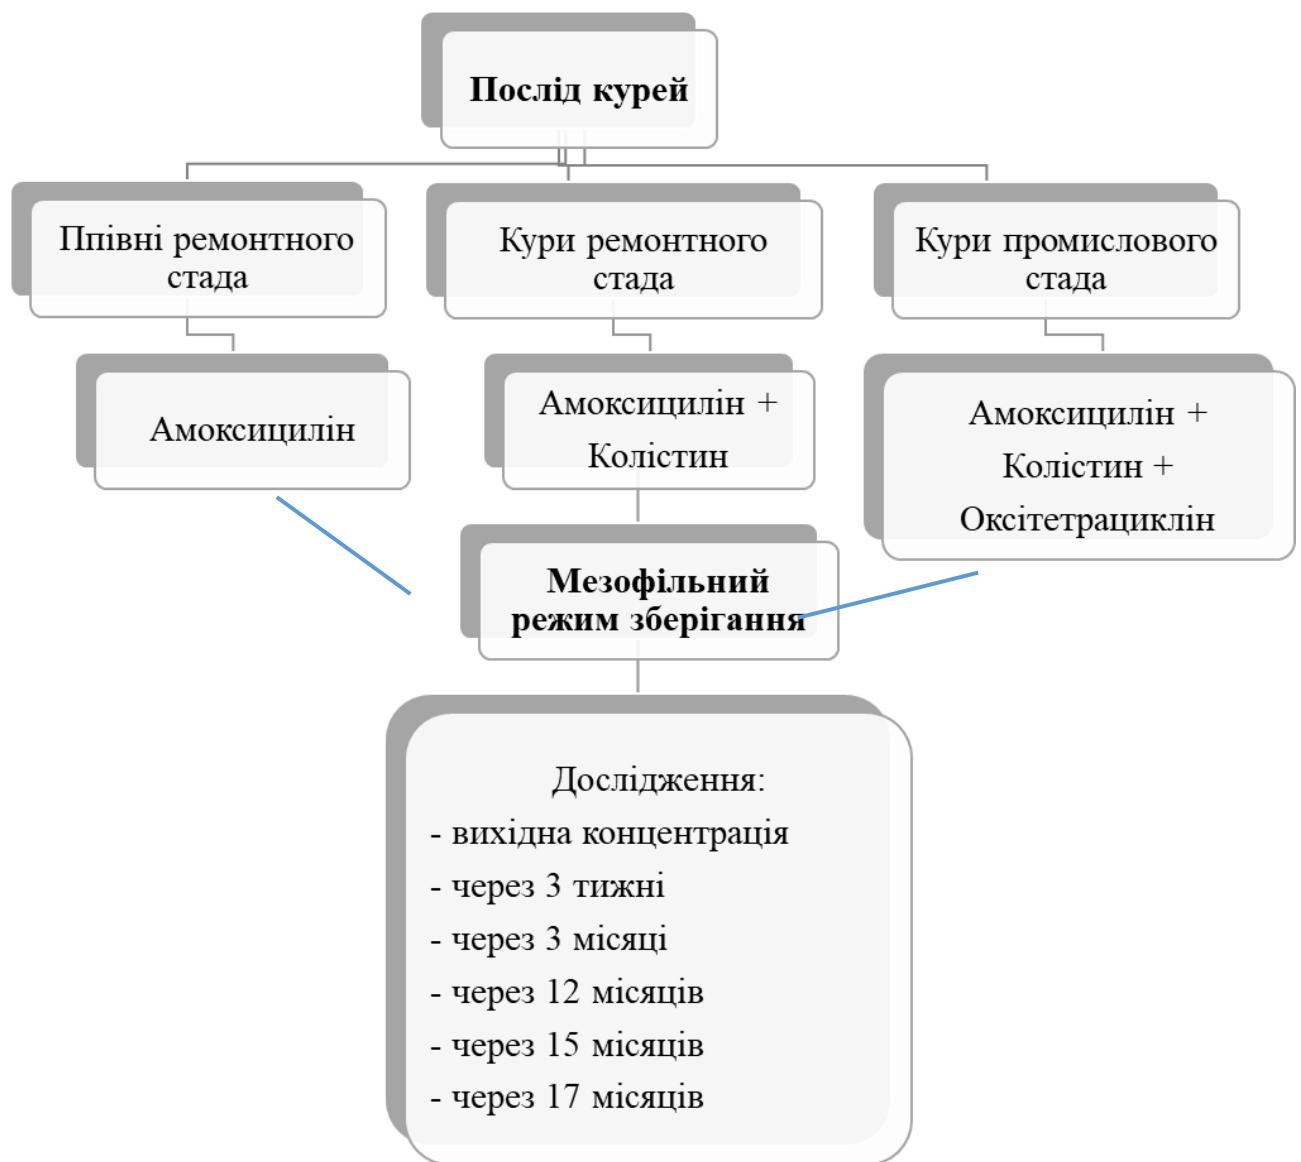 Послід курей
Ппівні ремонтного
стада
Кури ремонтного
стада
Кури промислового
стада
Амоксицилін
Амоксицилін +
Колістин
Амоксицилін +
Колістин +
Оксітетрациклін
Мезофільний
режим зберігання
Дослідження:
- вихідна концентрація
- через 3 тижні
- через 3 місяці
- через 12 місяців
- через 15 місяців
- через 17 місяців